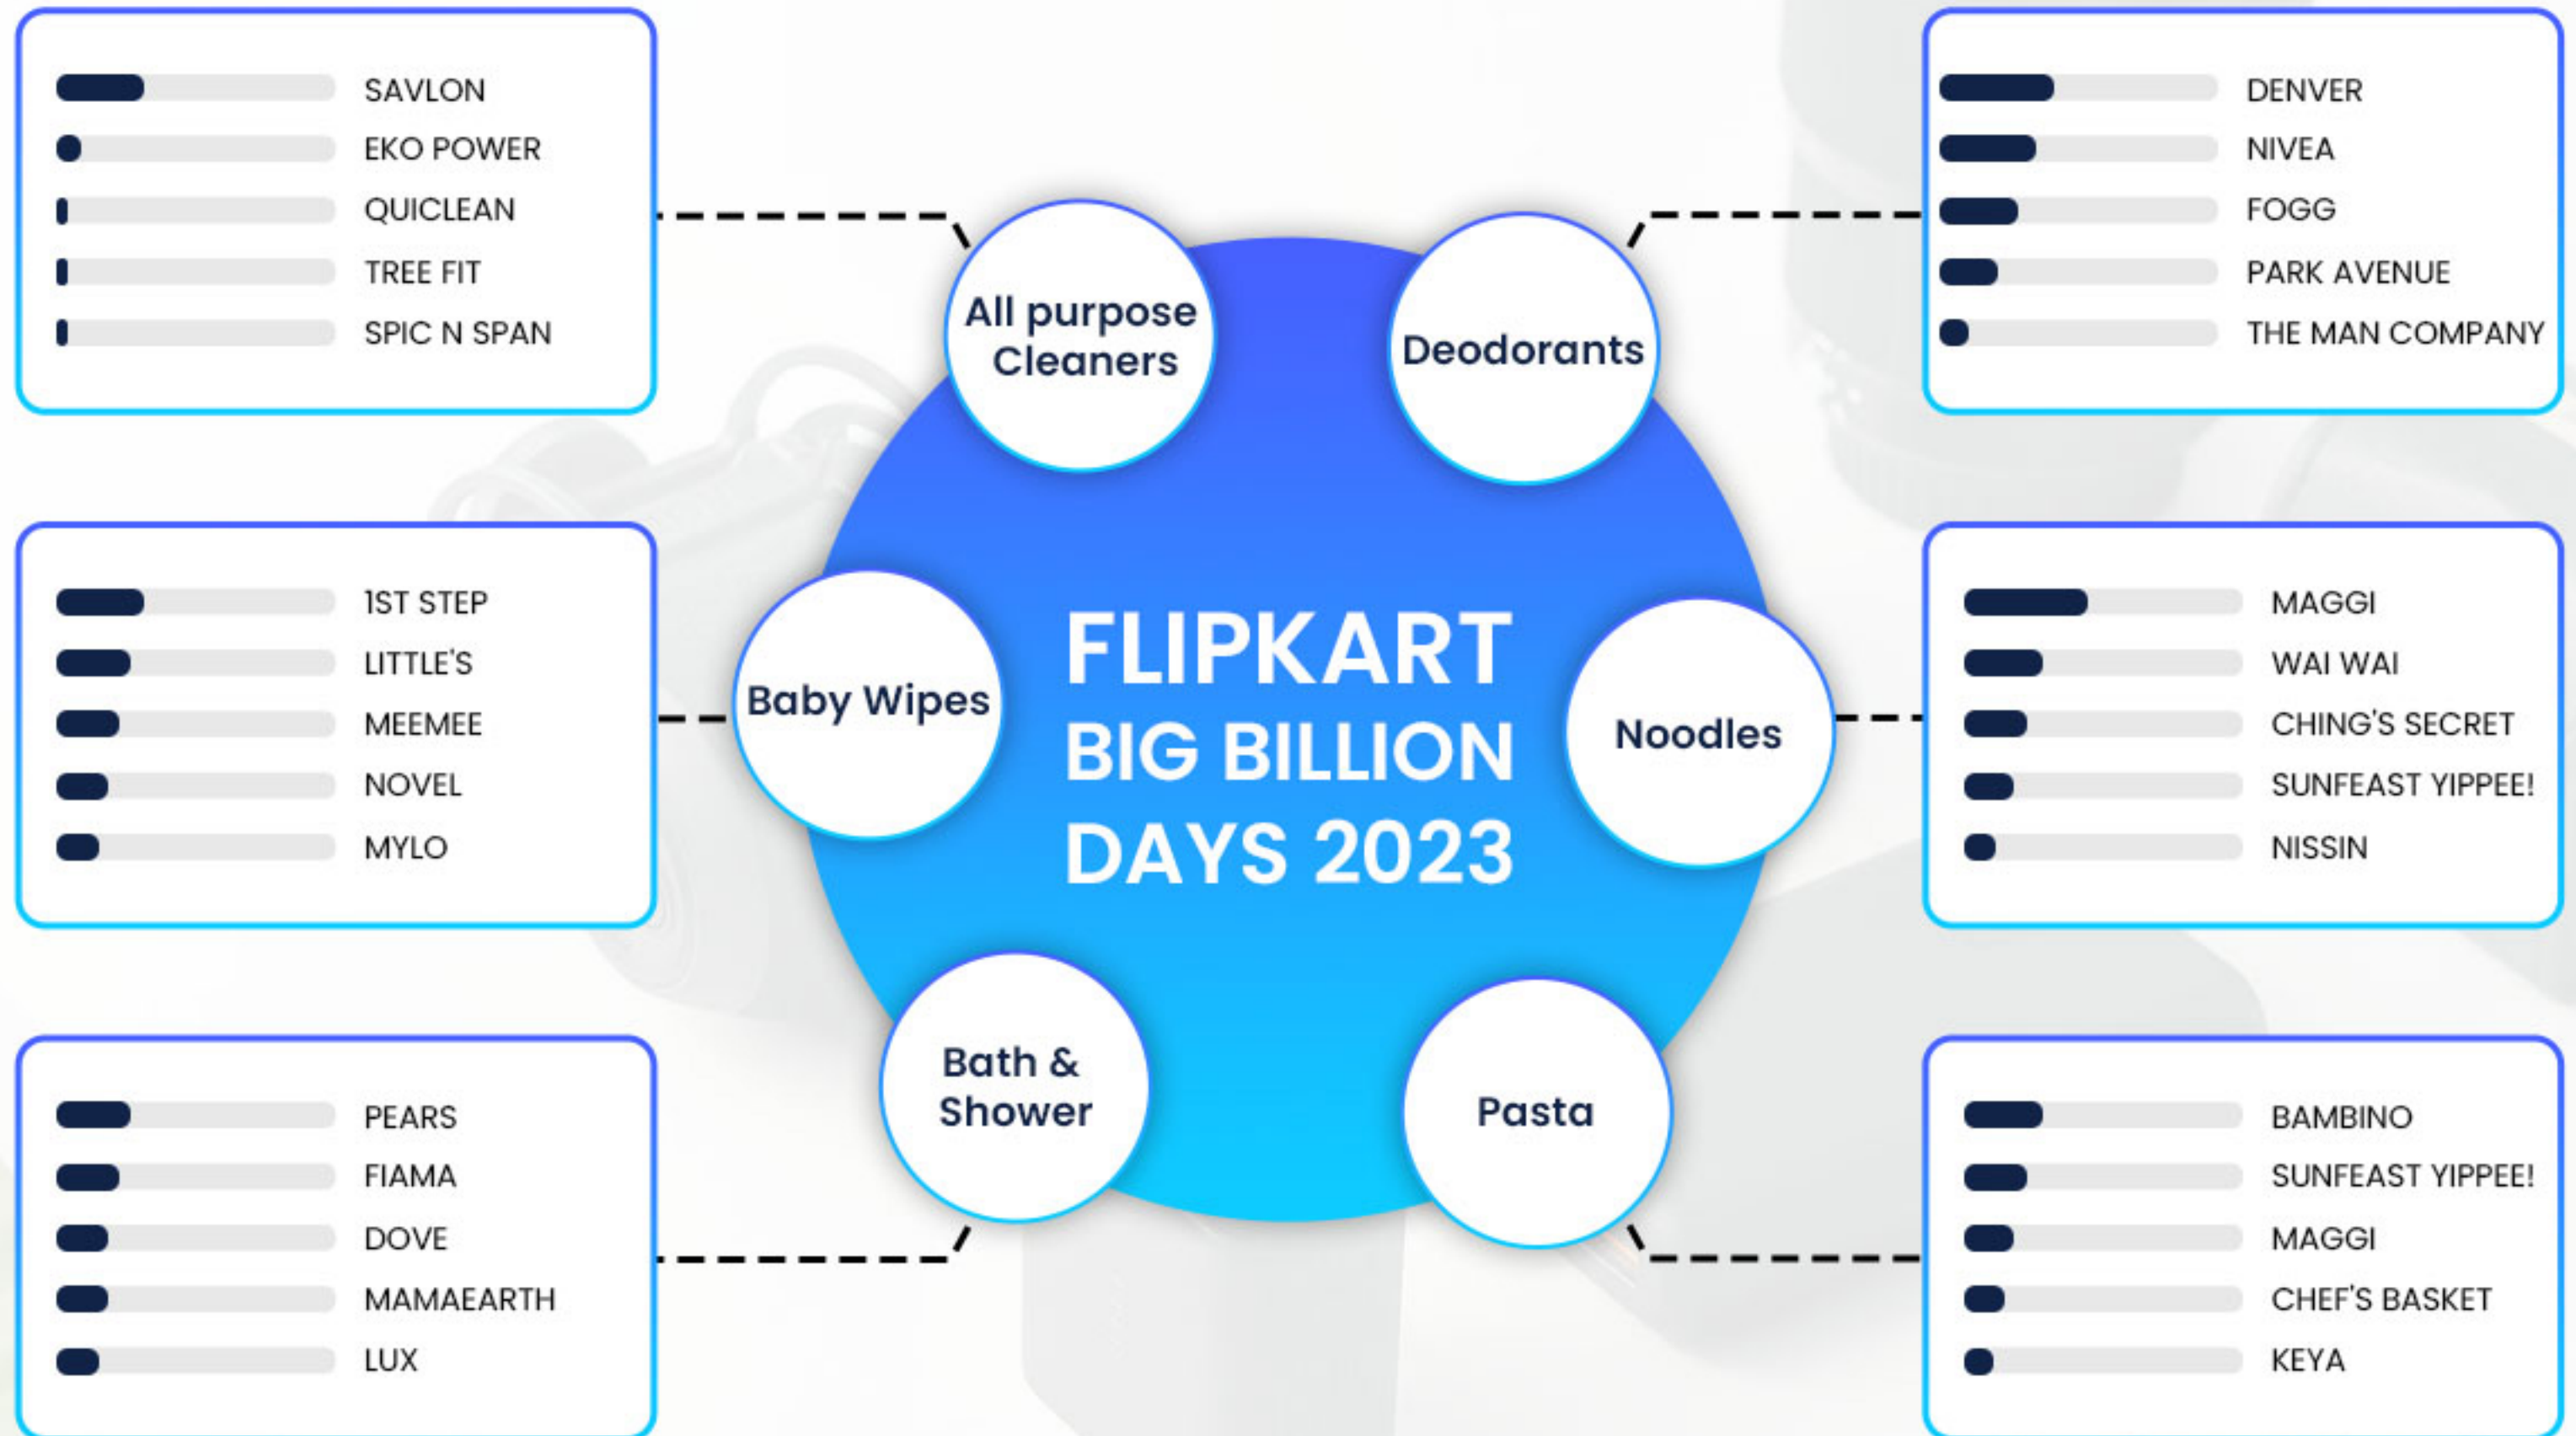 SAVLON
EKO POWER
QUICLEAN
TREE FIT
SPIC N SPAN
1ST STEP
LITTLE'S
MEEMEE
NOVEL
MYLO
PEARS
FIAMA
DOVE
MAMAEARTH
LUX
All purpose
Cleaners
Baby Wipes
Bath &
Shower
FLIPKART
BIG BILLION
DAYS 2023
Deodorants
Noodles
Pasta
DENVER
NIVEA
FOGG
PARK AVENUE
THE MAN COMPANY
MAGGI
WAI WAI
CHING'S SECRET
SUNFEAST YIPPEE!
NISSIN
BAMBINO
SUNFEAST YIPPEE!
MAGGI
CHEF'S BASKET
KEYA